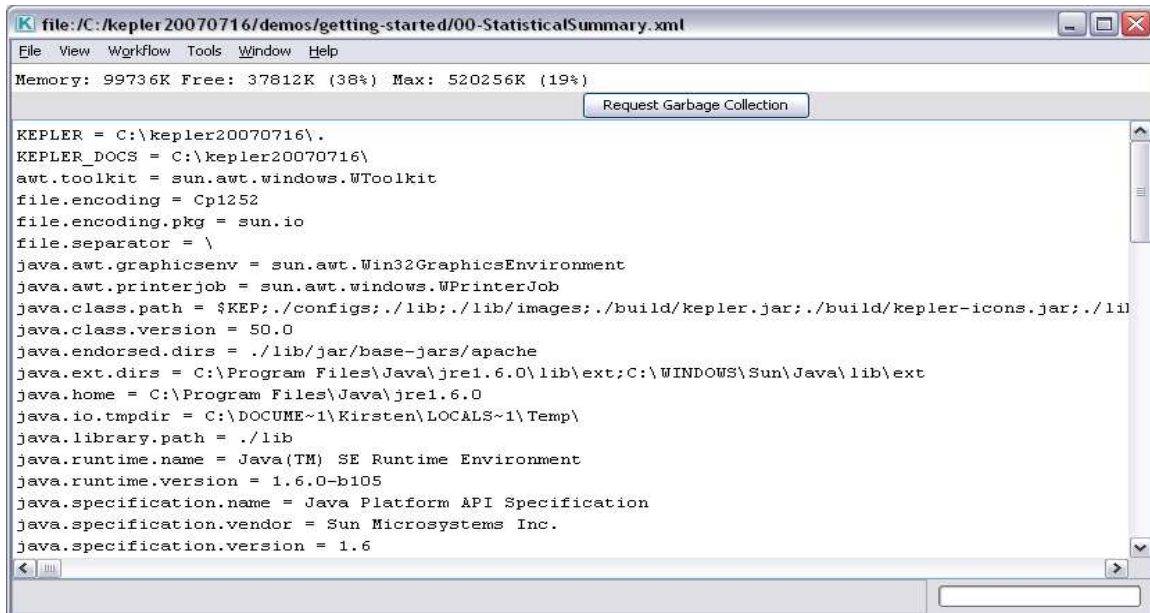 file:/C:/kepler20070716/demos/getting-started/00-StatisticalSummary.xml
File View Workflow Tools Window Help
Memory: 99736K Free: 37812K (38%) Max: 520256K (19%)
Request Garbage Collection
KEPLER = C:\kepler20070716\.
KEPLER_DOCS = C:\kepler20070716\
awt.toolkit = sun.awt.windows.WToolkit
file.encoding = Cp1252
file.encoding.pkg = sun.io
file.separator = \
java.awt.graphicsenv = sun.awt.Win32GraphicsEnvironment
java.awt.printerjob = sun.awt.windows.WPrinterJob
java.class.path = $KEP;./configs;./lib;./lib/images;./build/kepler.jar;./build/kepler-icons.jar;./lil
java.class.version = 50.0
java.endorsed.dirs = ./lib/jar/base-jars/apache
java.ext.dirs = C:\Program Files\Java\jre1.6.0\lib\ext;C:\WINDOWS\Sun\Java\lib\ext
java.home = C:\Program Files\Java\jre1.6.0
java.io.tmpdir = C:\DOCUME~1\Kirsten\LOCALS~1\Temp\
java.library.path = ./lib
java.runtime.name = Java(TM) SE Runtime Environment
java.runtime.version = 1.6.0-b105
java.specification.name = Java Platform API Specification
java.specification.vendor = Sun Microsystems Inc.
java.specification.version = 1.6